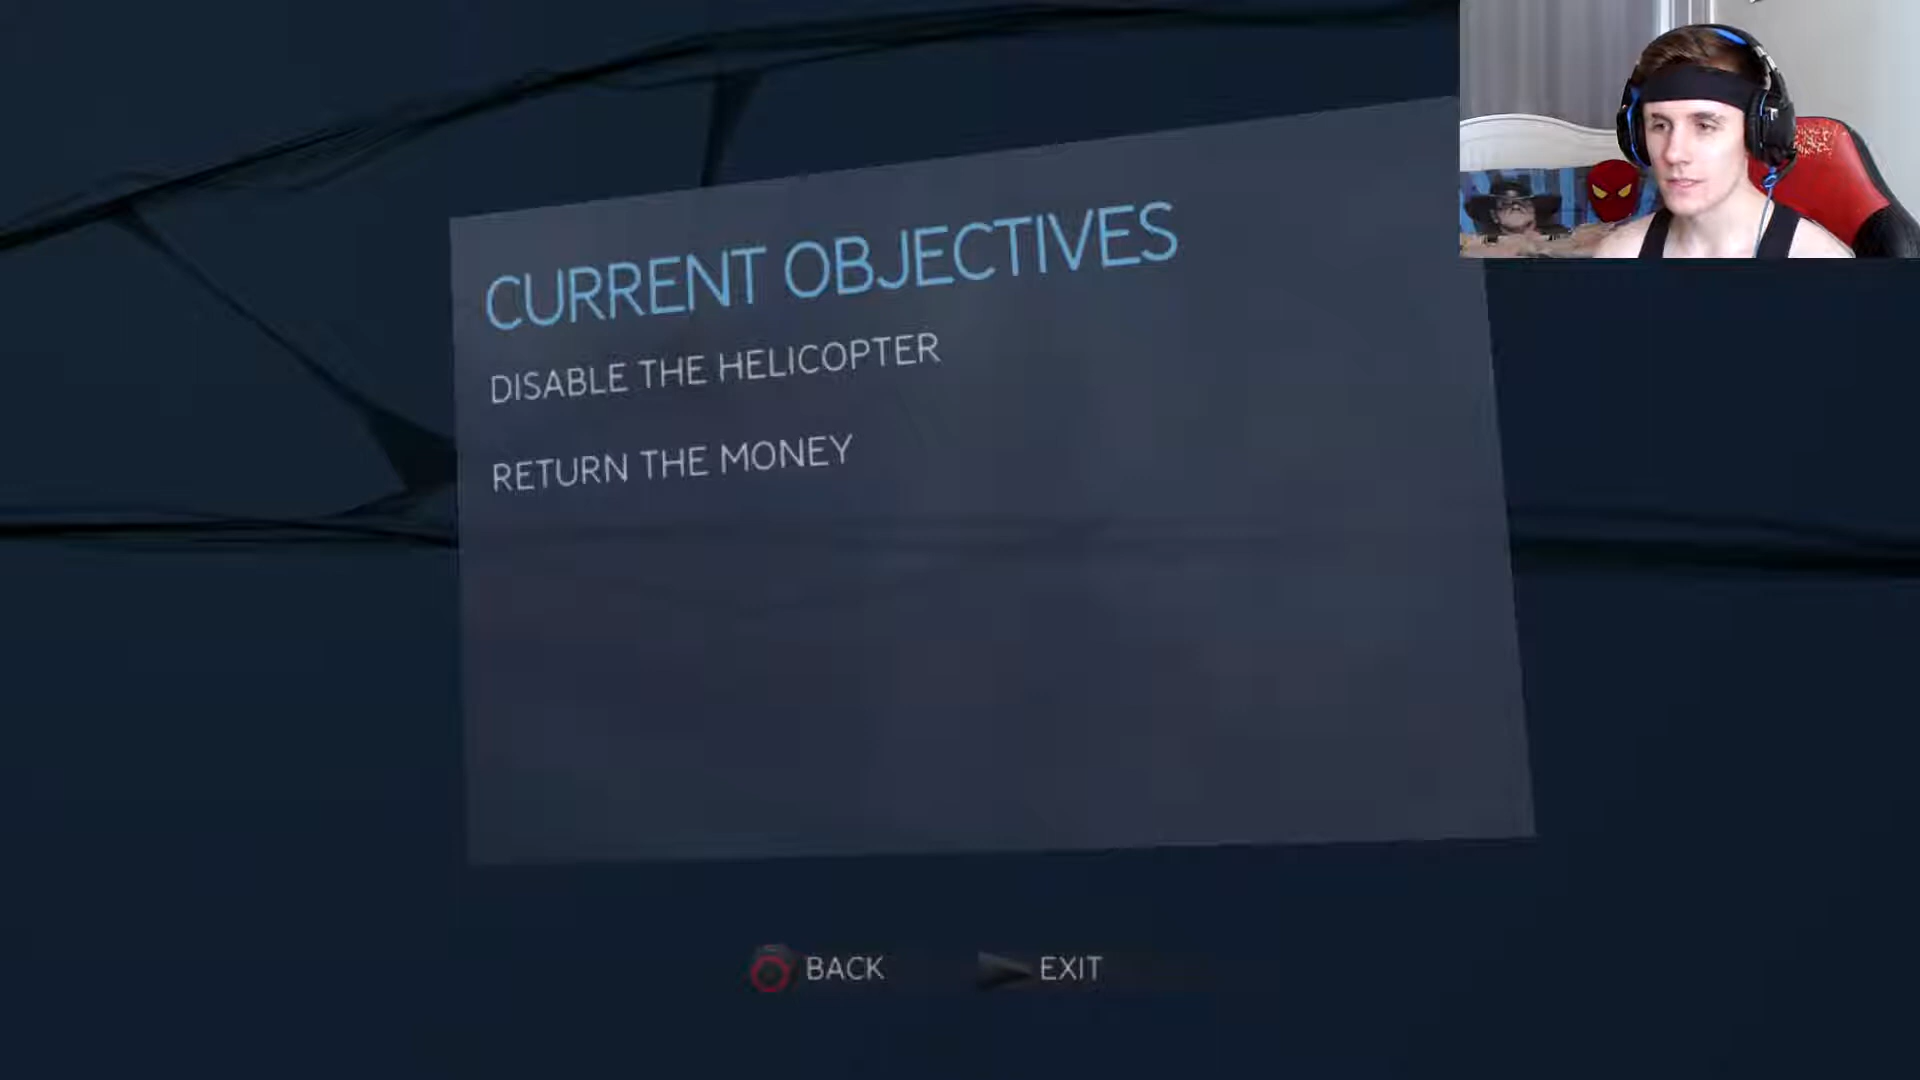 CURRENT OBJECTIVES
DISABLE THE HELICOPTER
RETURN THE MONEY
BACK
EXIT